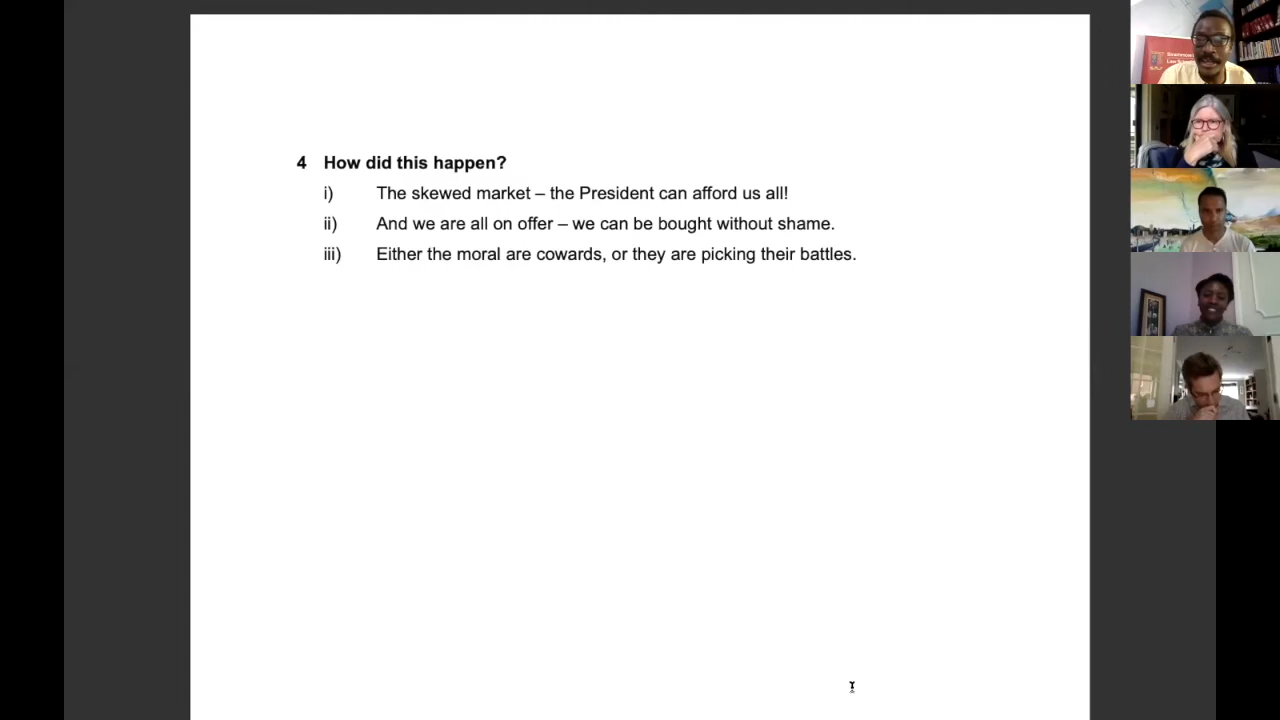 4 How did this happen?
i) The skewed market – the President can afford us all!
ii) And we are all on offer – we can be bought without shame.
iii) Either the moral are cowards, or they are picking their battles.